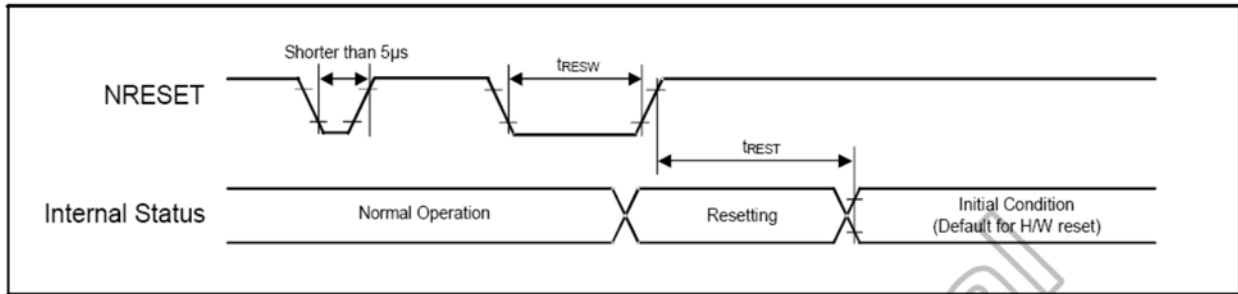 Shorter than 5µs
tRESW
NRESET
tREST
Internal Status
Normal Operation
Resetting
Initial Condition
(Default for H/W reset)